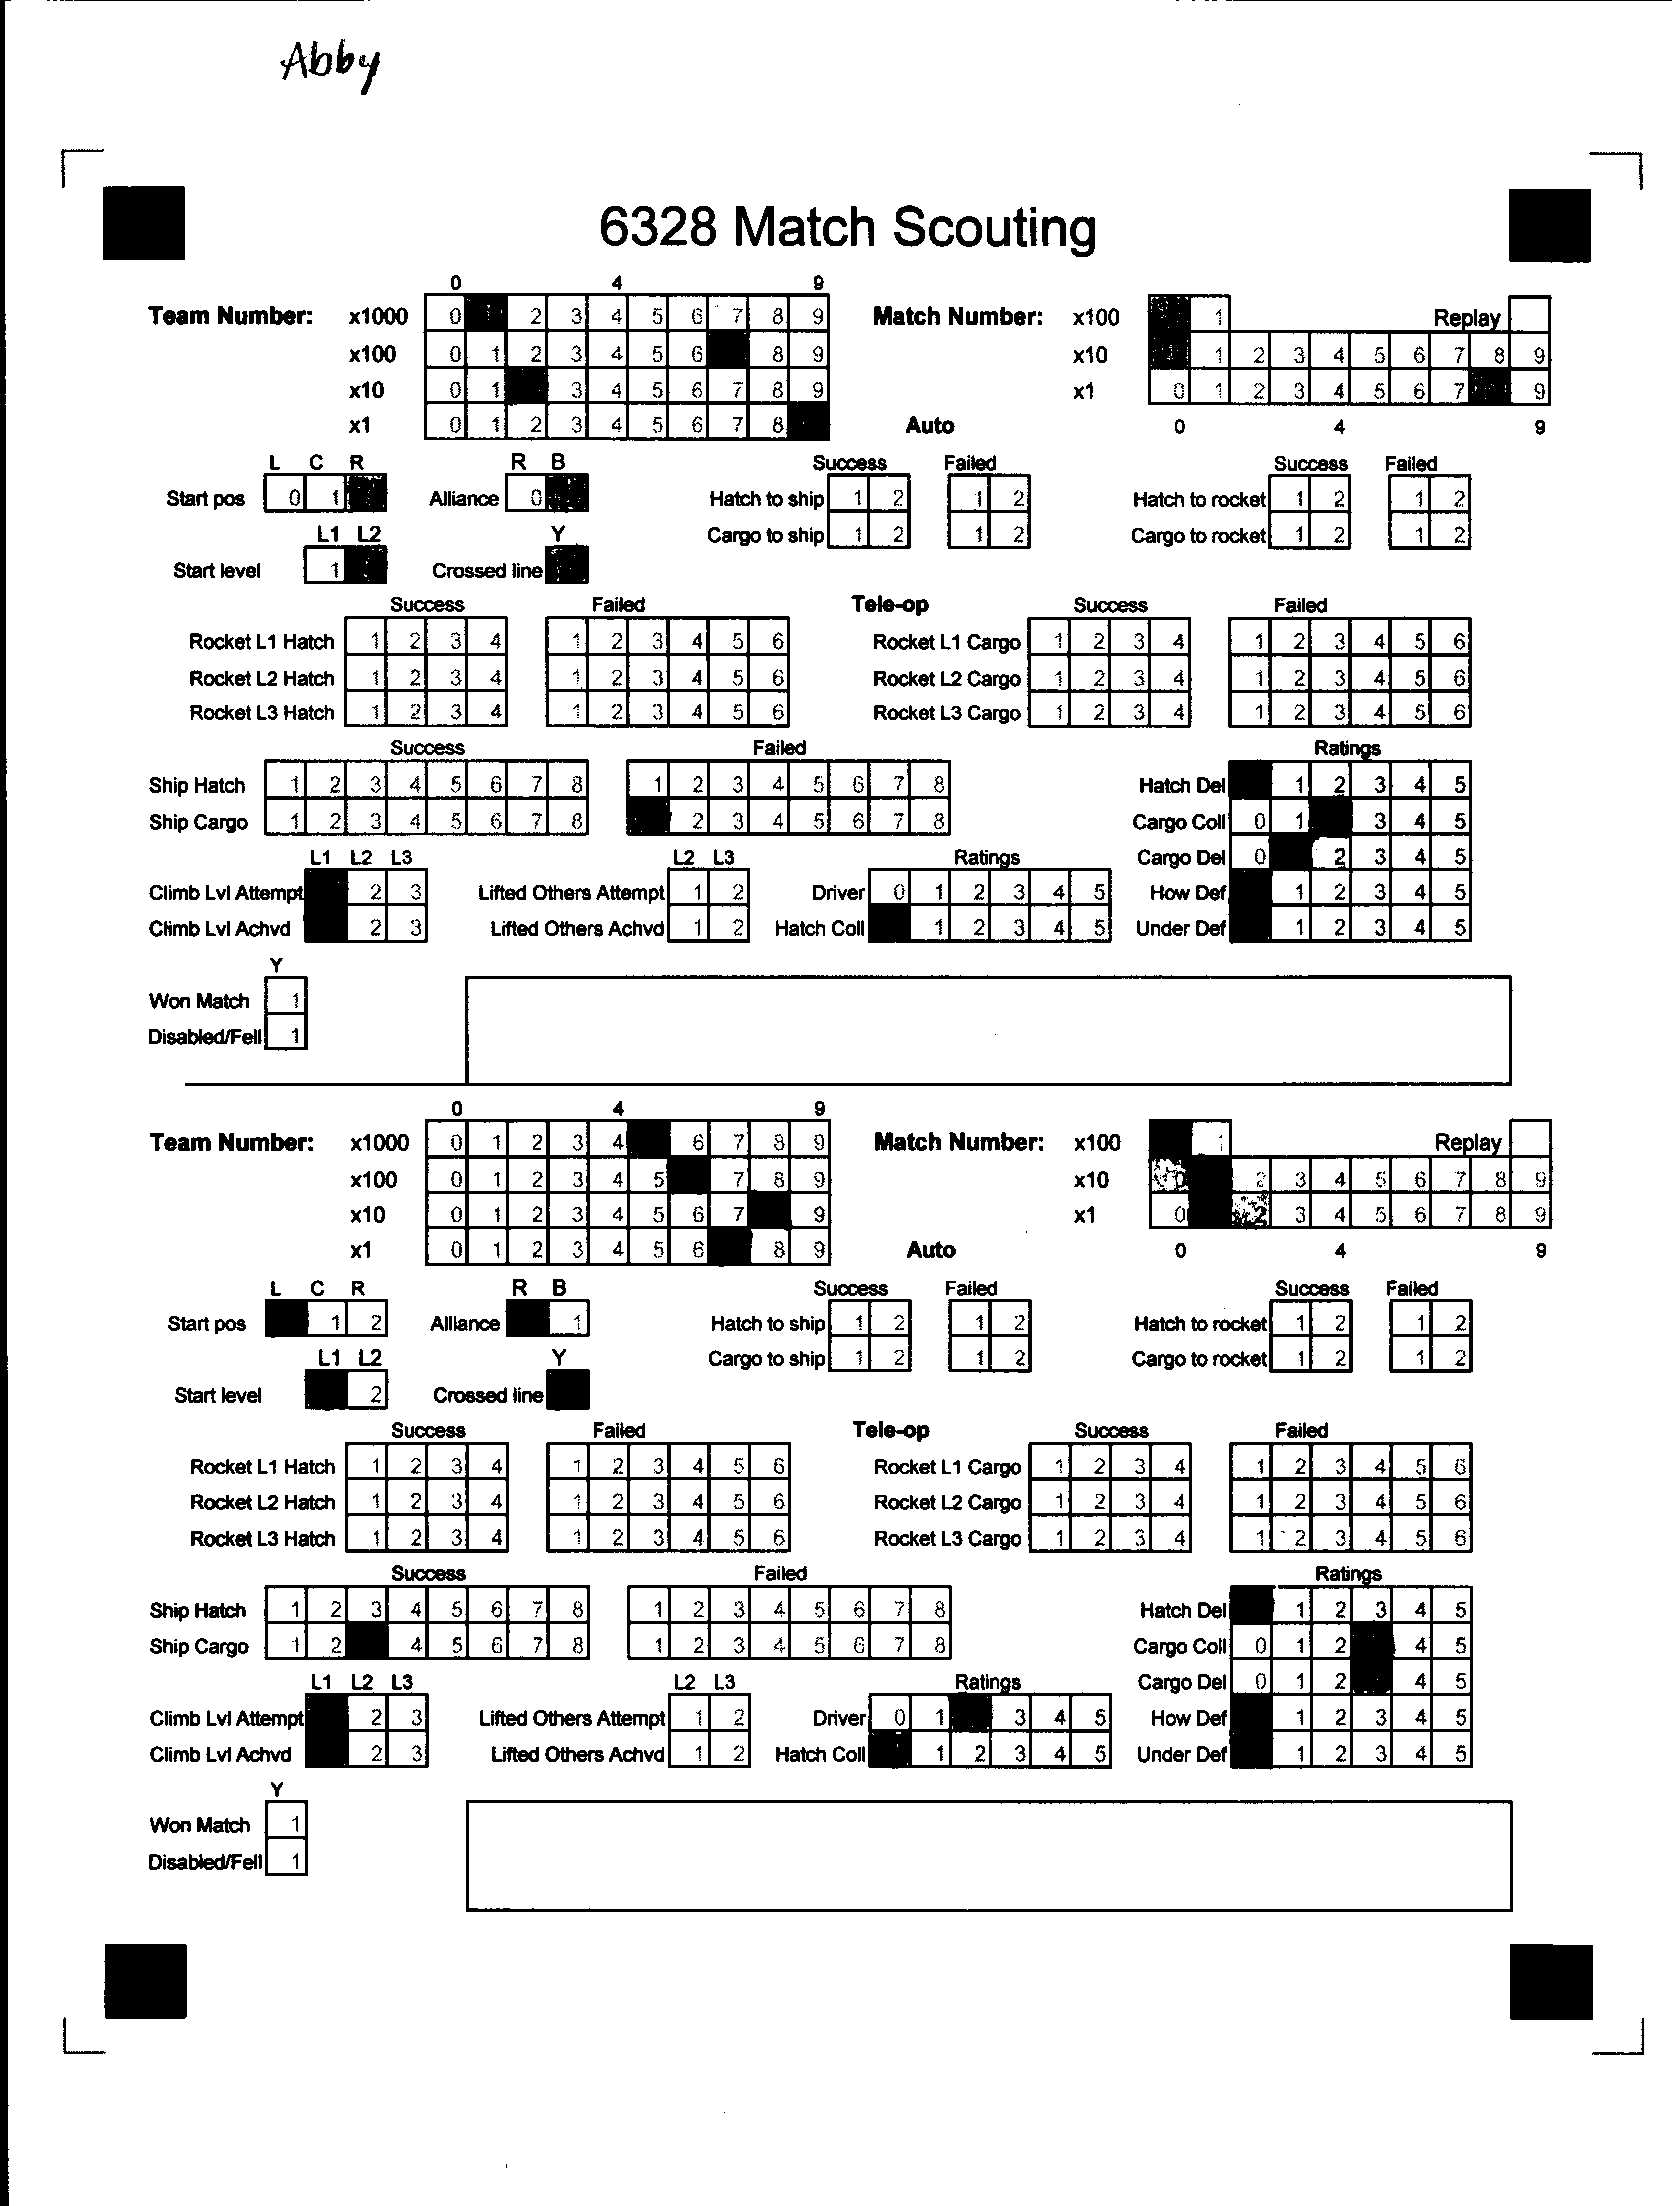 Abby
6328 Match Scouting
0 4 9
Team Number: x1000 0 2 3 4 5 6 7 8 9 Match Number: x100 1 Replay
x100 0 1 2 3 4 5 6 8 9 x10 1 2 3 4 5 6 7 8 9
x10 0 1 3 4 5 6 7 8 9 x1 0 1 2 3 4 5 6 7 9
x1 0 1 2 3 4 5 6 7 8 Auto 0 4 9
L C R R B Success Failed Success Failed
Start pos 0 1 Alliance 0 Hatch to ship 1 2 1 2 Hatch to rocket 1 2 1 2
L1 L2 Y Cargo to ship 1 2 1 2 Cargo to rocket 1 2 1 2
Start level 1 Crossed line
Success Failed Tele-op Success Failed
Rocket L1 Hatch 1 2 3 4 1 2 3 4 5 6 Rocket L1 Cargo 1 2 3 4 1 2 3 4 5 6
Rocket L2 Hatch 1 2 3 4 1 2 3 4 5 6 Rocket L2 Cargo 1 2 3 4 1 2 3 4 5 6
Rocket L3 Hatch 1 2 3 4 1 2 3 4 5 6 Rocket L3 Cargo 1 2 3 4 1 2 3 4 5 6
Success Failed Ratings
Ship Hatch 1 2 3 4 5 6 7 8 1 2 3 4 5 6 7 8 Hatch Del 1 2 3 4 5
Ship Cargo 1 2 3 4 5 6 7 8 2 3 4 5 6 7 8 Cargo Coll 0 1 3 4 5
L1 L2 L3 L2 L3 Ratings Cargo Del 0 2 3 4 5
Climb Lvl Attempt 2 3 Lifted Others Attempt 1 2 Driver 0 1 2 3 4 5 How Def 1 2 3 4 5
Climb Lvl Achvd 2 3 Lifted Others Achvd 1 2 Hatch Coll 1 2 3 4 5 Under Def 1 2 3 4 5
Y
Won Match 1
Disabled/Fell 1
0 4 9
Team Number: x1000 0 1 2 3 4 6 7 8 9 Match Number: x100 1 Replay
x100 0 1 2 3 4 5 7 8 9 x10 0 2 3 4 5 6 7 8 9
x10 0 1 2 3 4 5 6 7 9 x1 0 2 3 4 5 6 7 8 9
x1 0 1 2 3 4 5 6 8 9 Auto 0 4 9
L C R R B Success Failed Success Failed
Start pos 1 2 Alliance 1 Hatch to ship 1 2 1 2 Hatch to rocket 1 2 1 2
L1 L2 Y Cargo to ship 1 2 1 2 Cargo to rocket 1 2 1 2
Start level 2 Crossed line
Success Failed Tele-op Success Failed
Rocket L1 Hatch 1 2 3 4 1 2 3 4 5 6 Rocket L1 Cargo 1 2 3 4 1 2 3 4 5 6
Rocket L2 Hatch 1 2 3 4 1 2 3 4 5 6 Rocket L2 Cargo 1 2 3 4 1 2 3 4 5 6
Rocket L3 Hatch 1 2 3 4 1 2 3 4 5 6 Rocket L3 Cargo 1 2 3 4 1 2 3 4 5 6
Success Failed Ratings
Ship Hatch 1 2 3 4 5 6 7 8 1 2 3 4 5 6 7 8 Hatch Del 1 2 3 4 5
Ship Cargo 1 2 4 5 6 7 8 1 2 3 4 5 6 7 8 Cargo Coll 0 1 2 4 5
L1 L2 L3 L2 L3 Ratings Cargo Del 0 1 2 4 5
Climb Lvl Attempt 2 3 Lifted Others Attempt 1 2 Driver 0 1 3 4 5 How Def 1 2 3 4 5
Climb Lvl Achvd 2 3 Lifted Others Achvd 1 2 Hatch Coll 1 2 3 4 5 Under Def 1 2 3 4 5
Y
Won Match 1
Disabled/Fell 1